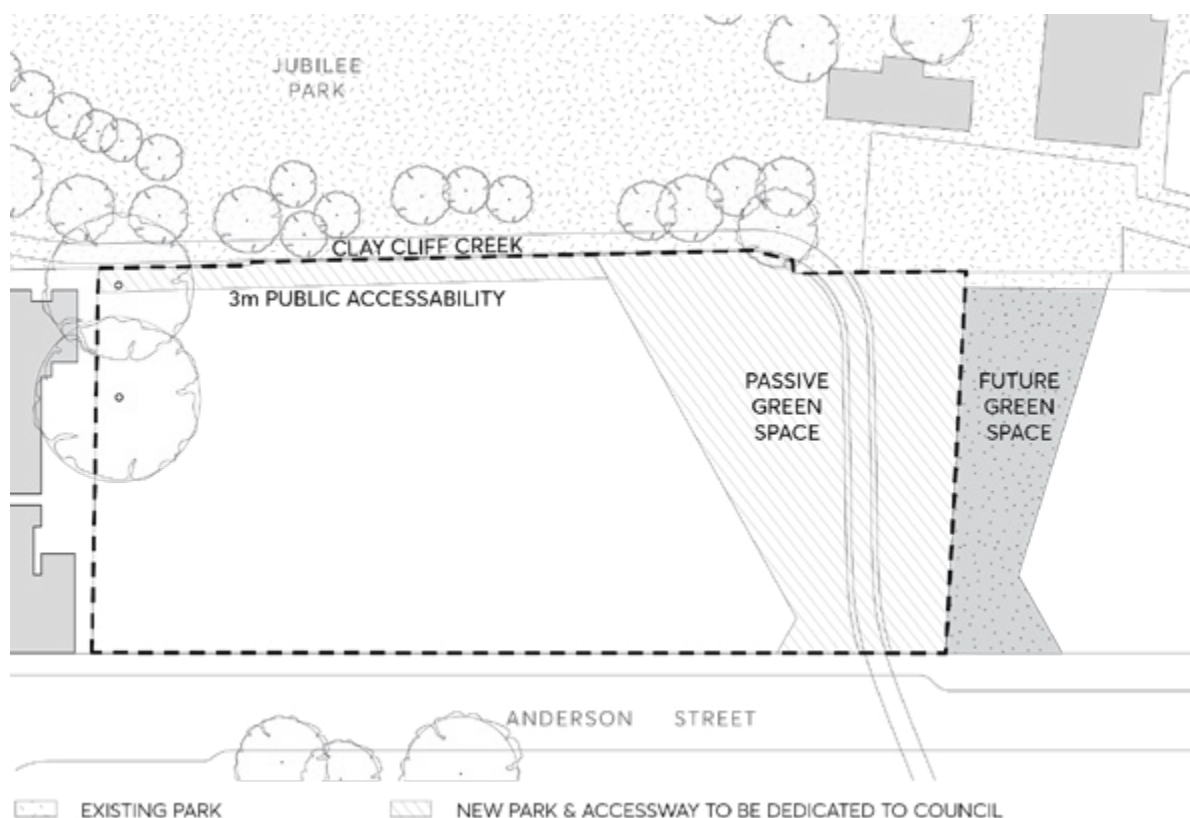 JUBILEE
PARK
CLAY CLIFF CREEK
3m PUBLIC ACCESSABILITY
PASSIVE
GREEN
SPACE
FUTURE
GREEN
SPACE
ANDERSON STREET
EXISTING PARK
NEW PARK & ACCESSWAY TO BE DEDICATED TO COUNCIL